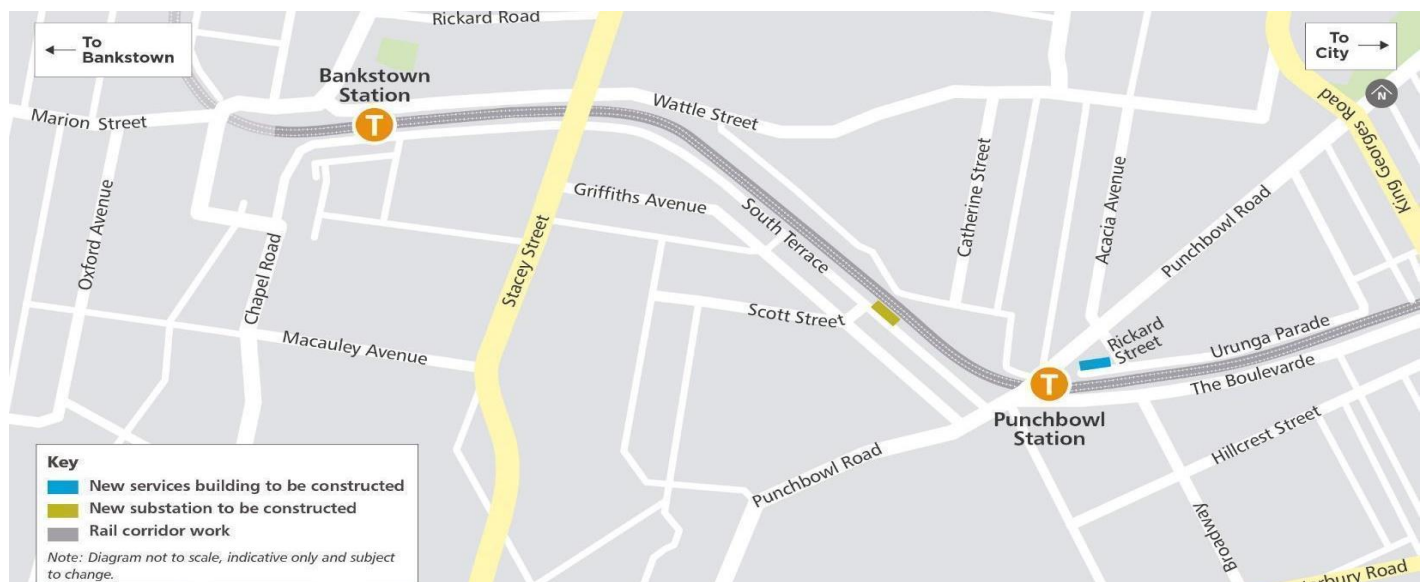 Rickard Road
To
Bankstown
To
City
Bankstown
Station
T
Marion Street
Wattle Street
N
King Georges Road
Oxford Avenue
Griffiths Avenue
South Terrace
Catherine Street
Acacia Avenue
Punchbowl Road
Chapel Road
Stacey Street
Scott Street
Macauley Avenue
Rickard
Street
Urunga Parade
The Boulevarde
T
Punchbowl
Station
Hillcrest Street
Punchbowl Road
Broadway
erbury Road
Key
New services building to be constructed
New substation to be constructed
Rail corridor work
Note: Diagram not to scale, indicative only and subject
to change.